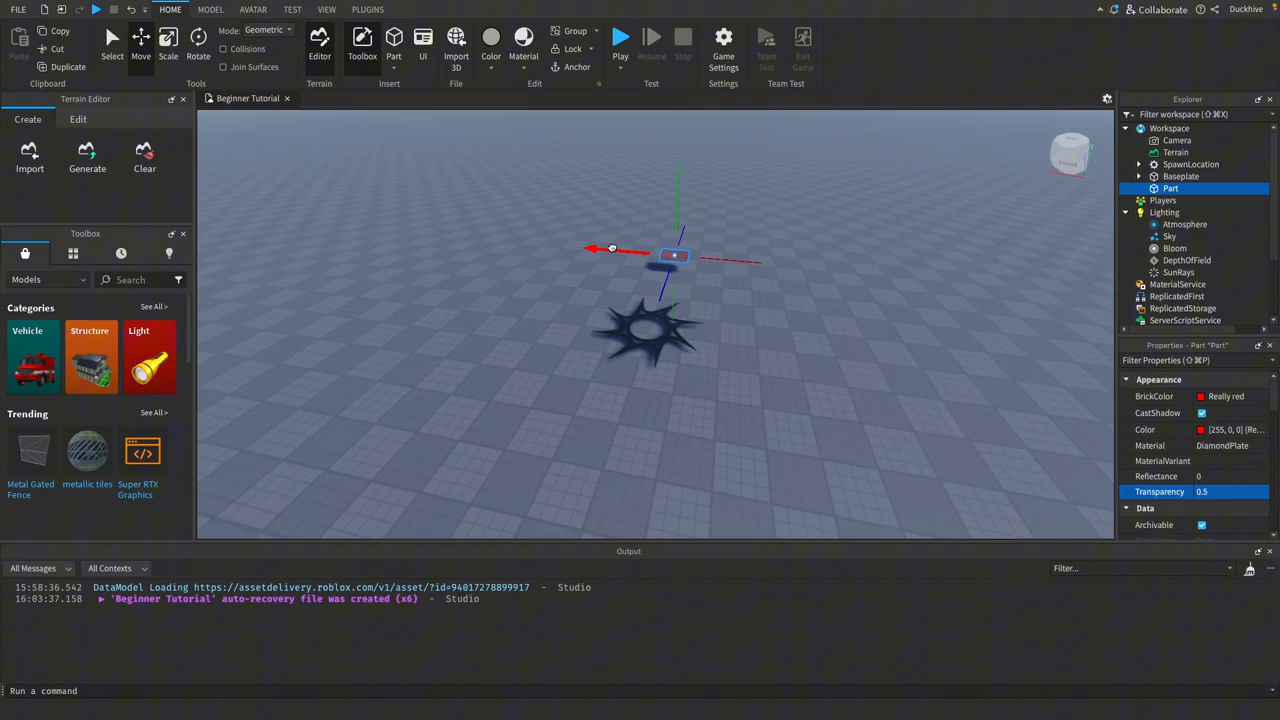 FILE HOME MODEL AVATAR TEST VIEW PLUGINS
Collaborate Duckhive
Paste Copy Cut Duplicate Clipboard
Select Move Scale Rotate
Mode: Geometric
Collisions
Join Surfaces
Tools
Editor
Terrain
Toolbox Part UI
Insert
Import
3D
File
Color Material
Group
Lock
Anchor
Edit
Play Resume Stop
Test
Game
Settings
Settings
Team
Test
Exit
Game
Team Test
Terrain Editor
Create Edit
Import Generate Clear
Toolbox
Models Search
Categories See All >
Vehicle Structure Light
Trending See All >
Metal Gated
Fence
metallic tiles
Super RTX
Graphics
Beginner Tutorial
Explorer
Filter workspace (⇧⌘X)
Workspace
Camera
Terrain
SpawnLocation
Baseplate
Part
Players
Lighting
Atmosphere
Sky
Bloom
DepthOfField
SunRays
MaterialService
ReplicatedFirst
ReplicatedStorage
ServerScriptService
Properties - Part "Part"
Filter Properties (⇧⌘P)
Appearance
BrickColor Really red
CastShadow
Color [255, 0, 0] (Re...
Material DiamondPlate
MaterialVariant
Reflectance 0
Transparency 0.5
Data
Archivable
Output
All Messages All Contexts Filter...
15:58:36.542 DataModel Loading https://assetdelivery.roblox.com/v1/asset/?id=94017278899917 - Studio
16:03:37.158 ▶ 'Beginner Tutorial' auto-recovery file was created (x6) - Studio
Run a command